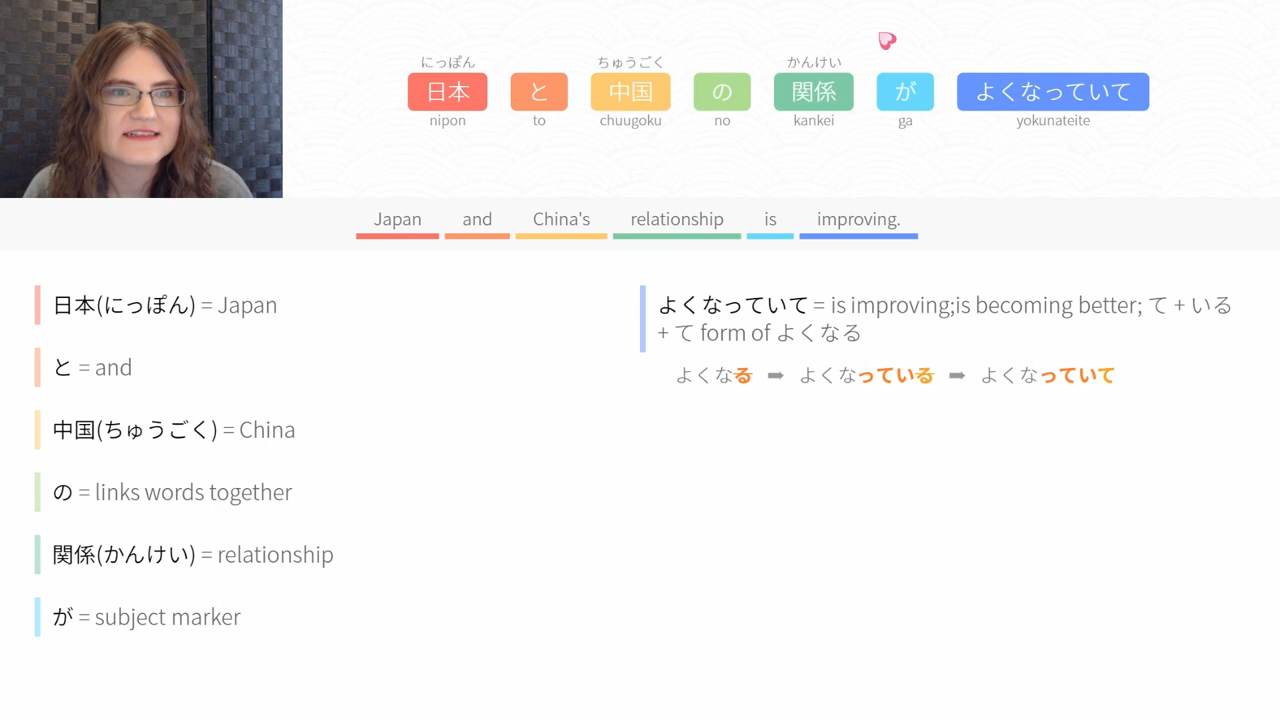 にっぽん ちゅうごく かんけい
日本 と 中国 の 関係 が よくなっていて
nipon to chuugoku no kankei ga yokunateite
Japan and China's relationship is improving.
日本(にっぽん) = Japan
と = and
中国(ちゅうごく) = China
の = links words together
関係(かんけい) = relationship
が = subject marker
よくなっていて = is improving;is becoming better; て + いる
+ て form of よくなる
よくなる ➡ よくなっている ➡ よくなっていて